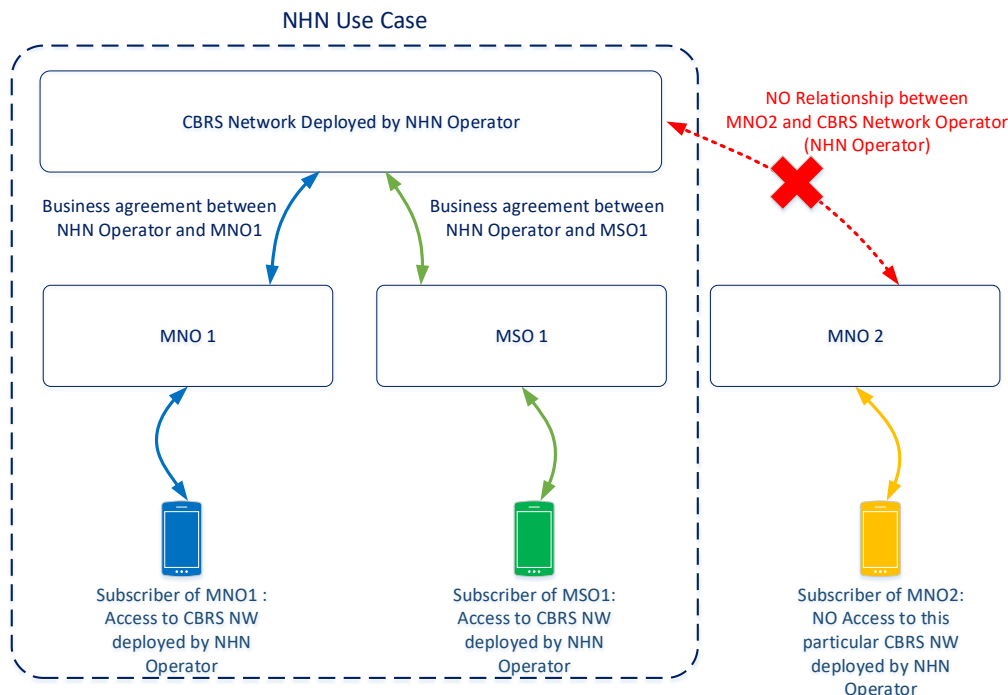 NHN Use Case
CBRS Network Deployed by NHN Operator
NO Relationship between
MNO2 and CBRS Network Operator
(NHN Operator)
Business agreement between
NHN Operator and MNO1
Business agreement between
NHN Operator and MSO1
MNO 1
MSO 1
MNO 2
Subscriber of MNO1 :
Access to CBRS NW
deployed by NHN
Operator
Subscriber of MSO1:
Access to CBRS NW
deployed by NHN
Operator
Subscriber of MNO2:
NO Access to this
particular CBRS NW
deployed by NHN
Operator